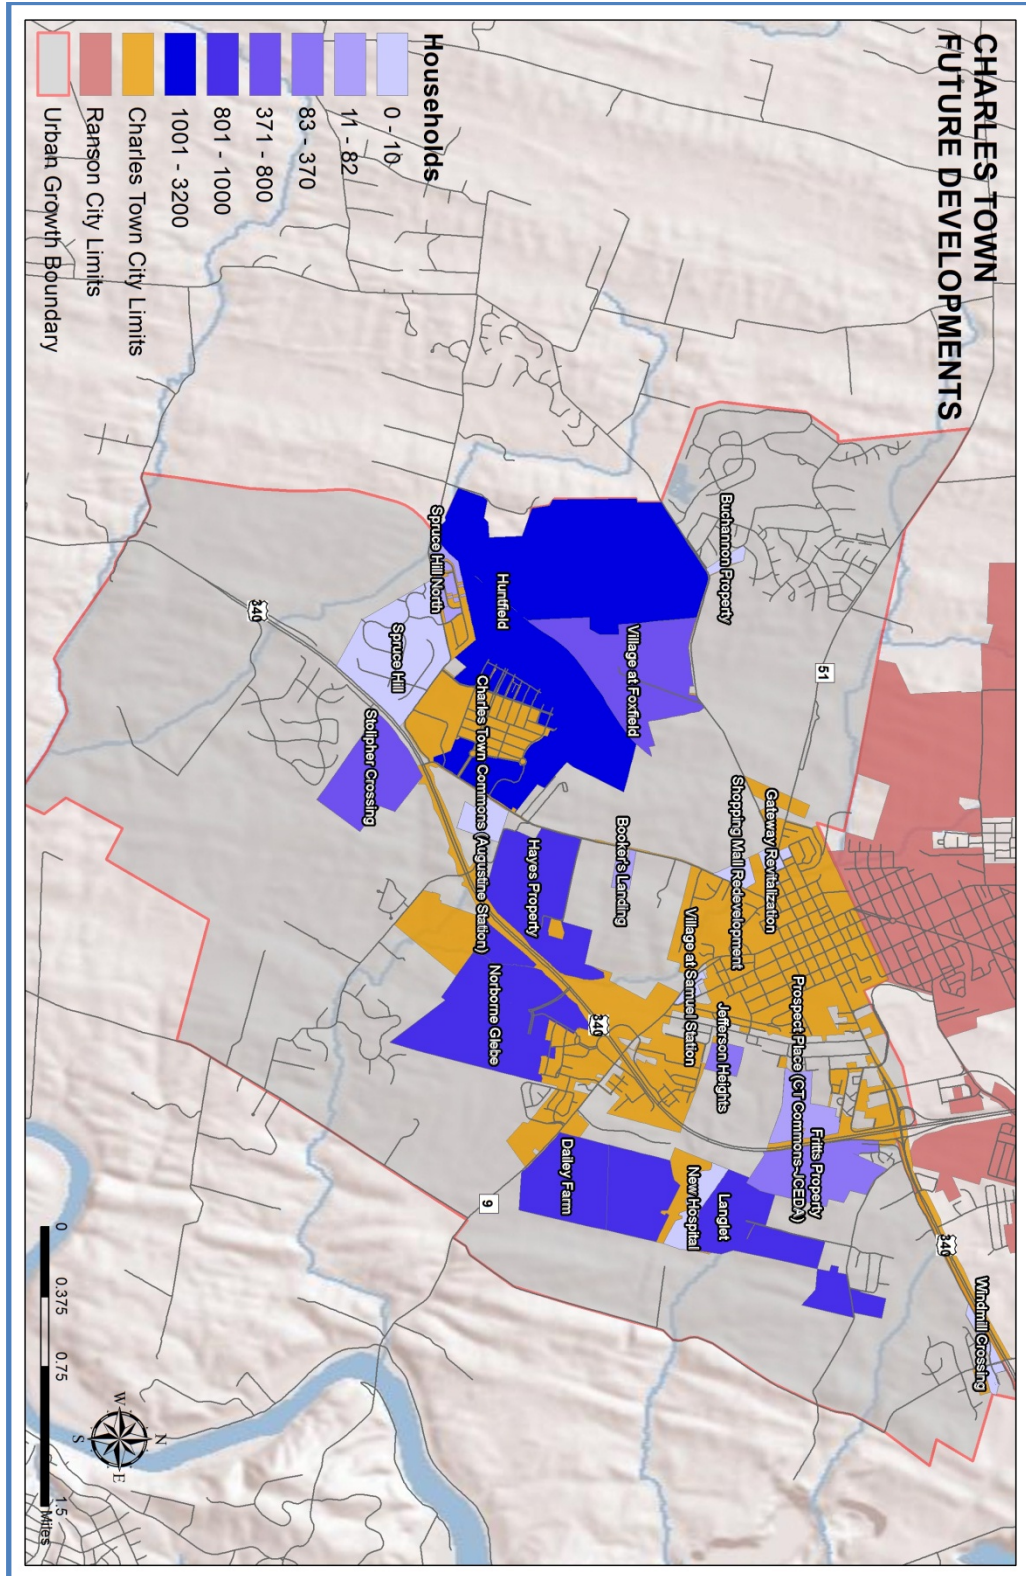 CHARLES TOWN
FUTURE DEVELOPMENTS
Households
0 - 10
11 - 82
83 - 370
371 - 800
801 - 1000
1001 - 3200
Charles Town City Limits
Ranson City Limits
Urban Growth Boundary
Buchannon Property
51
Spruce Hill North
Huntfield
Village at Foxfield
Spruce Hill
340
Stolipher Crossing
Charles Town Commons (Augustine Station)
Gateway Revitalization
Shopping Mall Redevelopment
Booker's Landing
Hayes Property
Village at Samuel Station
Norborne Glebe
340
Jefferson Heights
Prospect Place (CT Commons-JCEDA)
Fritts Property
Dailey Farm
New Hospital
Langlet
9
340
Windmill Crossing
0 0.375 0.75 1.5
Miles
N
W
E
S